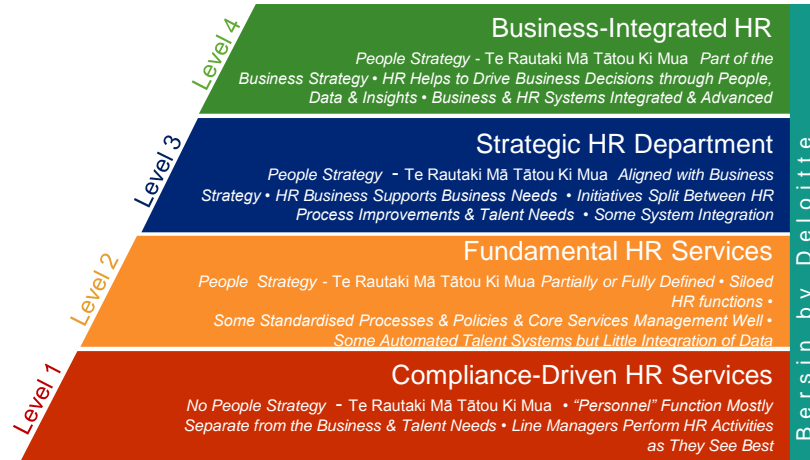 Level 4
Business-Integrated HR
People Strategy - Te Rautaki Mā Tātou Ki Mua Part of the
Business Strategy • HR Helps to Drive Business Decisions through People,
Data & Insights • Business & HR Systems Integrated & Advanced
Level 3
Strategic HR Department
People Strategy - Te Rautaki Mā Tātou Ki Mua Aligned with Business
Strategy • HR Business Supports Business Needs • Initiatives Split Between HR
Process Improvements & Talent Needs • Some System Integration
Level 2
Fundamental HR Services
People Strategy - Te Rautaki Mā Tātou Ki Mua Partially or Fully Defined • Siloed
HR functions •
Some Standardised Processes & Policies & Core Services Management Well •
Some Automated Talent Systems but Little Integration of Data
Level 1
Compliance-Driven HR Services
No People Strategy - Te Rautaki Mā Tātou Ki Mua • “Personnel” Function Mostly
Separate from the Business & Talent Needs • Line Managers Perform HR Activities
as They See Best
Bersin by Deloitte